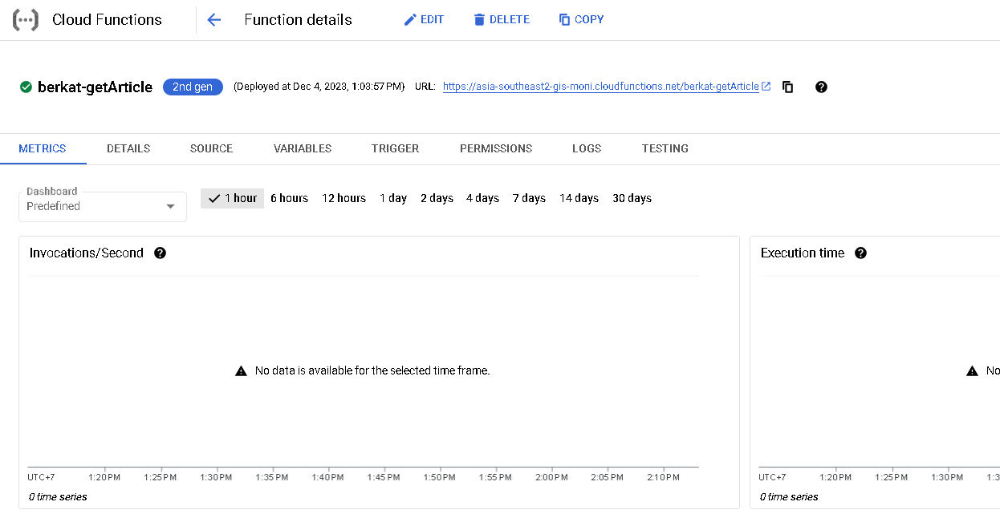 Cloud Functions Function details EDIT DELETE COPY
berkat-getArticle 2nd gen (Deployed at Dec 4, 2023, 1:03:57 PM) URL: https://asia-southeast2-gis-moni.cloudfunctions.net/berkat-getArticle
METRICS DETAILS SOURCE VARIABLES TRIGGER PERMISSIONS LOGS TESTING
Dashboard
Predefined
1 hour 6 hours 12 hours 1 day 2 days 4 days 7 days 14 days 30 days
Invocations/Second
No data is available for the selected time frame.
UTC+7 1:20 PM 1:25 PM 1:30 PM 1:35 PM 1:40 PM 1:45 PM 1:50 PM 1:55 PM 2:00 PM 2:05 PM 2:10 PM
0 time series
Execution time
No
UTC+7 1:20 PM 1:25 PM 1:30 PM 1:3
0 time series